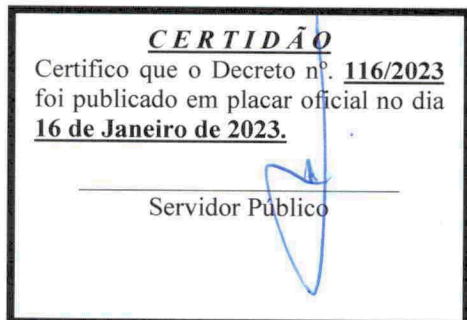 CERTIDÃO
Certifico que o Decreto nº. 116/2023
foi publicado em placar oficial no dia
16 de Janeiro de 2023.
Servidor Público